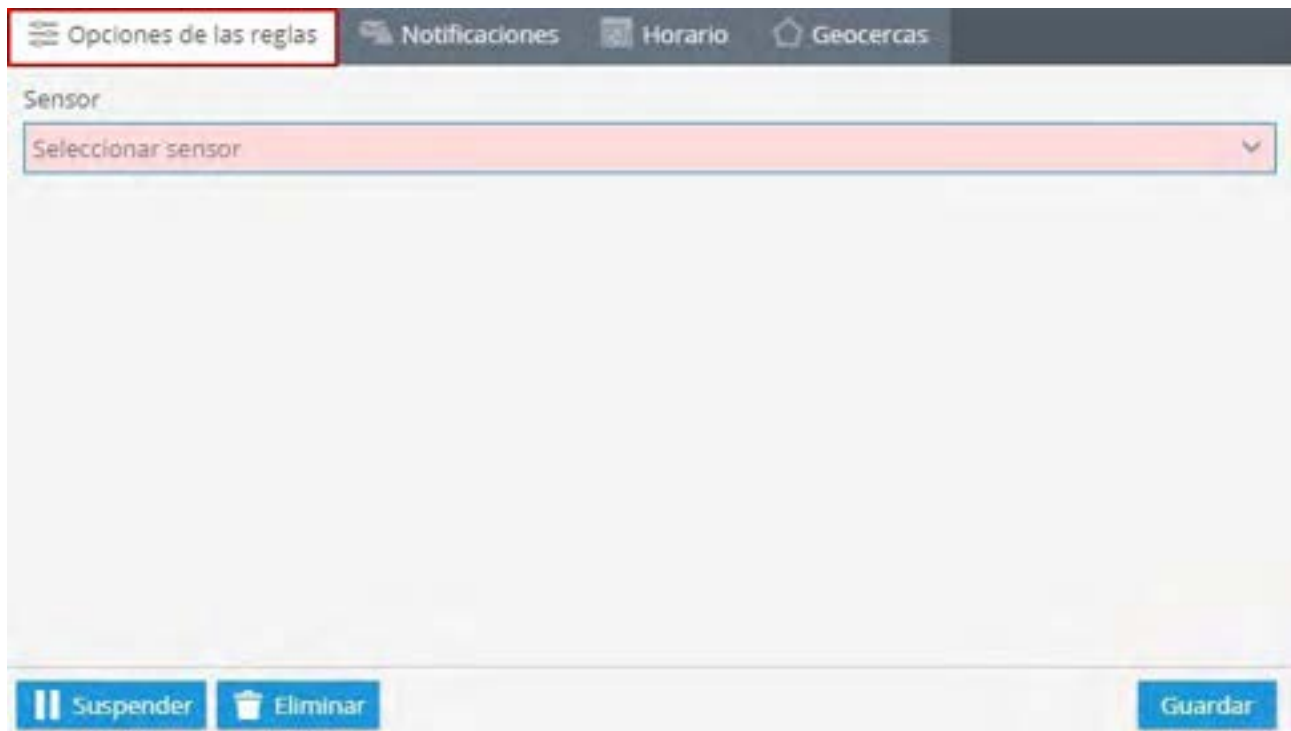 Opciones de las reglas Notificaciones Horario Geocercas
Sensor
Seleccionar sensor
Suspender Eliminar Guardar